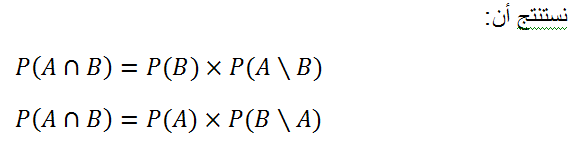 نستنتج أن:
P(A ∩ B) = P(B) × P(A ∖ B)
P(A ∩ B) = P(A) × P(B ∖ A)